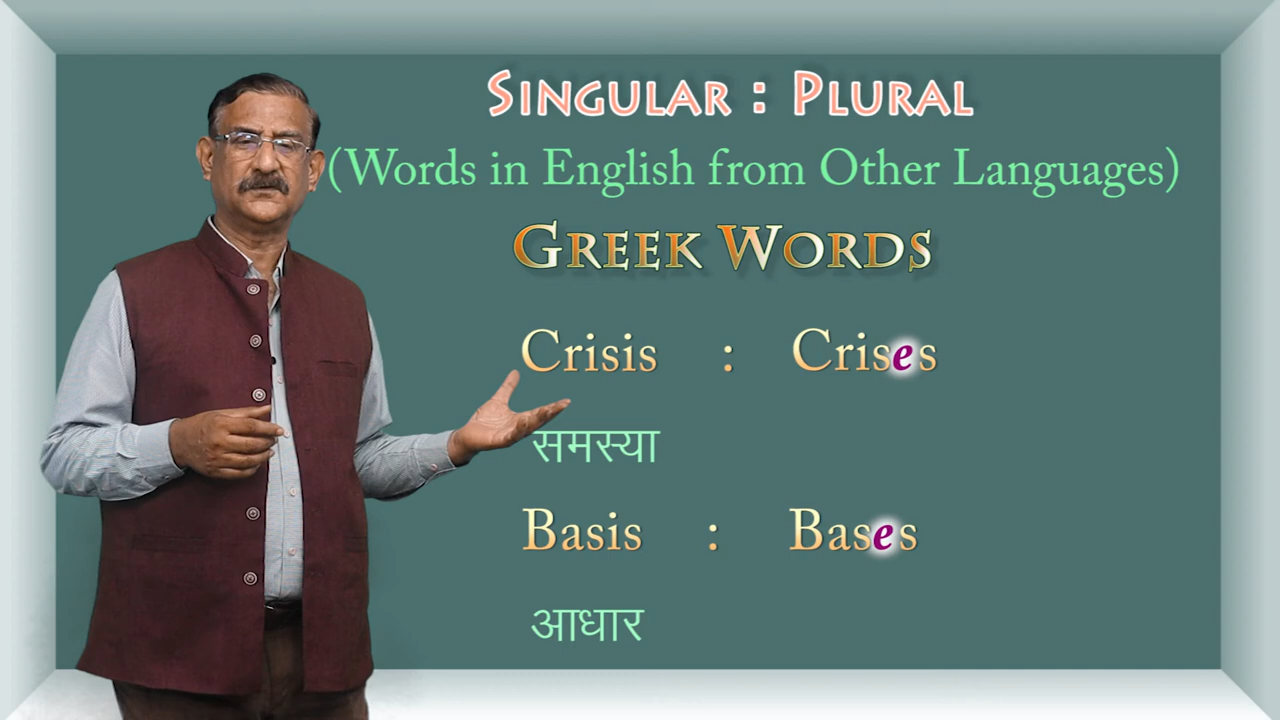 SINGULAR : PLURAL
(Words in English from Other Languages)
GREEK WORDS
Crisis : Crises
समस्या
Basis : Bases
आधार